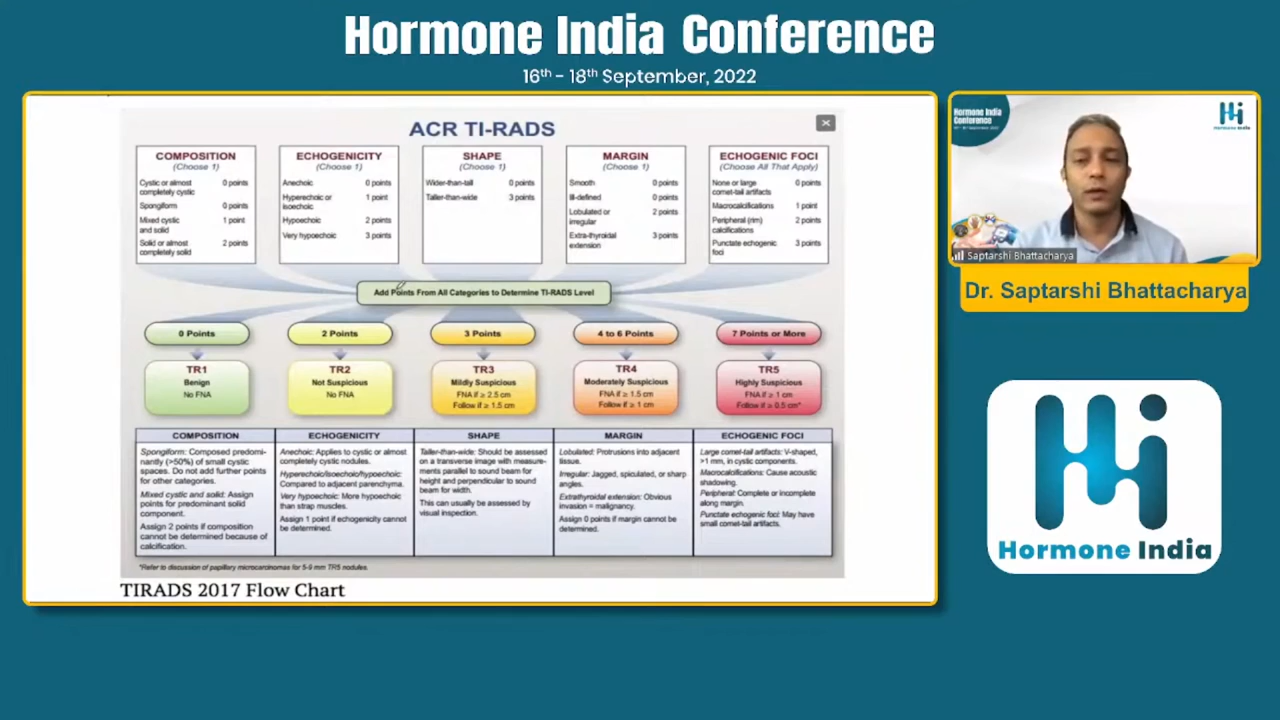 Hormone India Conference
16th - 18th September, 2022
ACR TI-RADS
COMPOSITION
(Choose 1)
Cystic or almost completely cystic 0 points
Spongiform 0 points
Mixed cystic and solid 1 point
Solid or almost completely solid 2 points
ECHOGENICITY
(Choose 1)
Anechoic 0 points
Hyperechoic or isoechoic 1 point
Hypoechoic 2 points
Very hypoechoic 3 points
SHAPE
(Choose 1)
Wider-than-tall 0 points
Taller-than-wide 3 points
MARGIN
(Choose 1)
Smooth 0 points
Ill-defined 0 points
Lobulated or irregular 2 points
Extra-thyroidal extension 3 points
ECHOGENIC FOCI
(Choose All That Apply)
None or large comet-tail artifacts 0 points
Macrocalcifications 1 point
Peripheral (rim) calcifications 2 points
Punctate echogenic foci 3 points
Add Points From All Categories to Determine TI-RADS Level
0 Points
2 Points
3 Points
4 to 6 Points
7 Points or More
TR1
Benign
No FNA
TR2
Not Suspicious
No FNA
TR3
Mildly Suspicious
FNA if ≥ 2.5 cm
Follow if ≥ 1.5 cm
TR4
Moderately Suspicious
FNA if ≥ 1.5 cm
Follow if ≥ 1 cm
TR5
Highly Suspicious
FNA if ≥ 1 cm
Follow if ≥ 0.5 cm*
COMPOSITION
Spongiform: Composed predomi-
nantly (>50%) of small cystic
spaces. Do not add further points
for other categories.
Mixed cystic and solid: Assign
points for predominant solid
component.
Assign 2 points if composition
cannot be determined because of
calcification.
ECHOGENICITY
Anechoic: Applies to cystic or almost
completely cystic nodules.
Hyperechoic/isoechoic/hypoechoic:
Compared to adjacent parenchyma.
Very hypoechoic: More hypoechoic
than strap muscles.
Assign 1 point if echogenicity cannot
be determined.
SHAPE
Taller-than-wide: Should be assessed
on a transverse image with measure-
ments parallel to sound beam for
height and perpendicular to sound
beam for width.
This can usually be assessed by
visual inspection.
MARGIN
Lobulated: Protrusions into adjacent
tissue.
Irregular: Jagged, spiculated, or sharp
angles.
Extrathyroidal extension: Obvious
invasion = malignancy.
Assign 0 points if margin cannot be
determined.
ECHOGENIC FOCI
Large comet-tail artifacts: V-shaped,
>1 mm, in cystic components.
Macrocalcifications: Cause acoustic
shadowing.
Peripheral: Complete or incomplete
along margin.
Punctate echogenic foci: May have
small comet-tail artifacts.
*Refer to discussion of papillary microcarcinomas for 5-9 mm TR5 nodules.
TIRADS 2017 Flow Chart
Hormone India
Conference
Hormone India
Saptarshi Bhattacharya
Dr. Saptarshi Bhattacharya
Hormone India